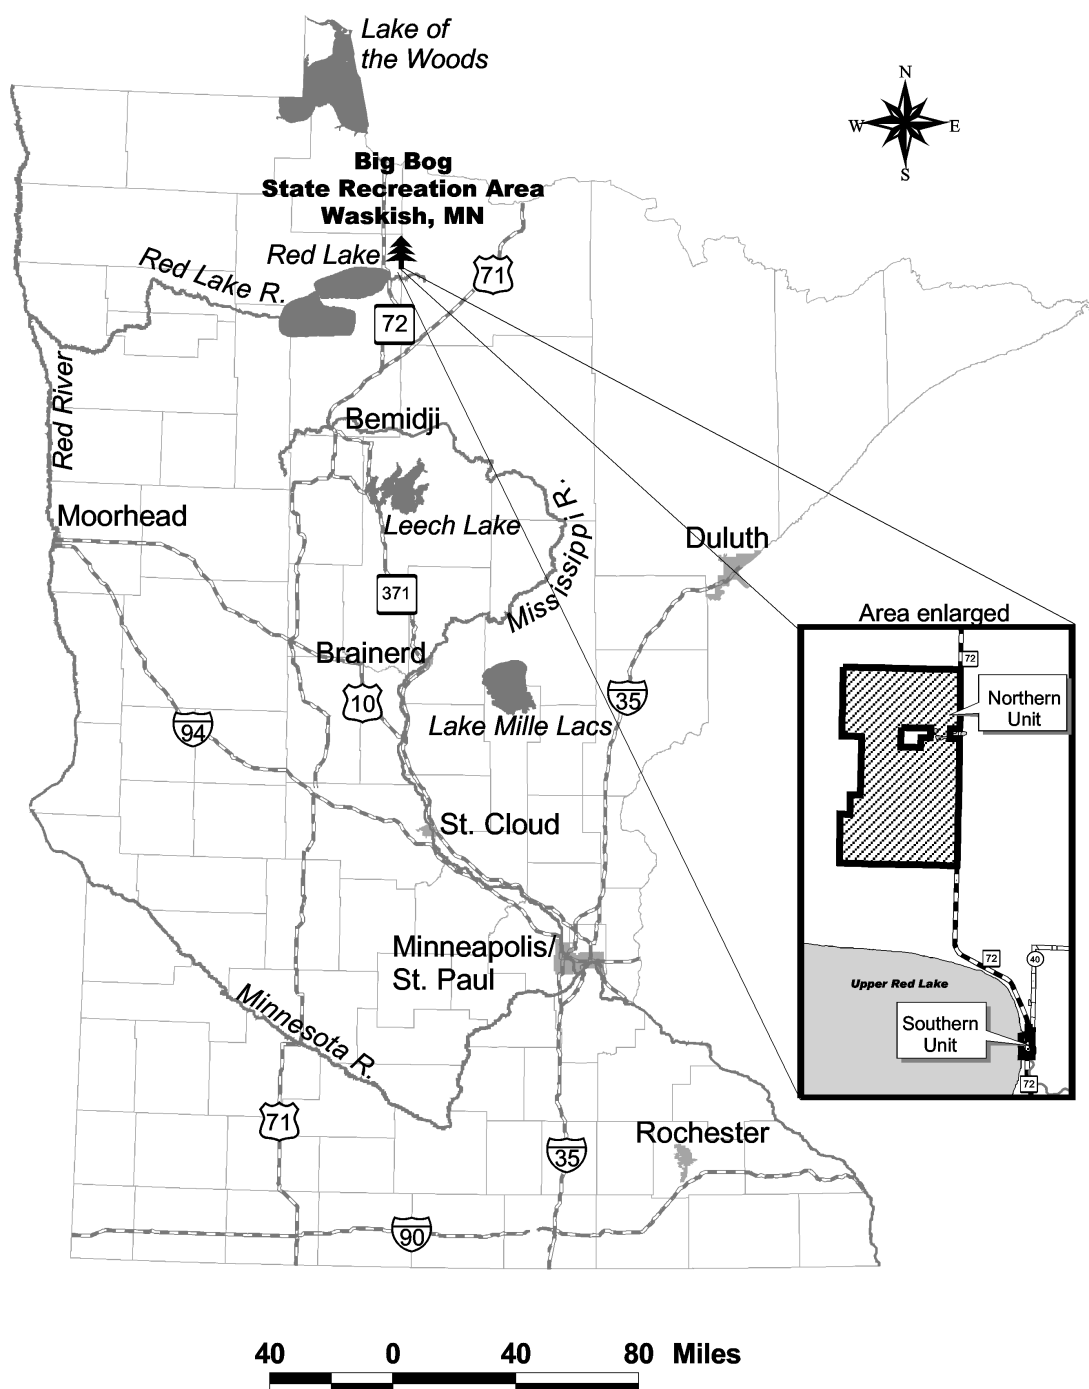 Lake of
the Woods
N
W
E
S
Big Bog
State Recreation Area
Waskish, MN
Red Lake
Red Lake R.
71
72
Red River
Bemidji
Leech Lake
Mississippi R.
Moorhead
Duluth
371
Area enlarged
Brainerd
10
35
94
Lake Mille Lacs
72
Northern
Unit
St. Cloud
Minneapolis/
St. Paul
72
40
Upper Red Lake
Southern
Unit
72
Minnesota R.
71
Rochester
35
90
40 0 40 80 Miles